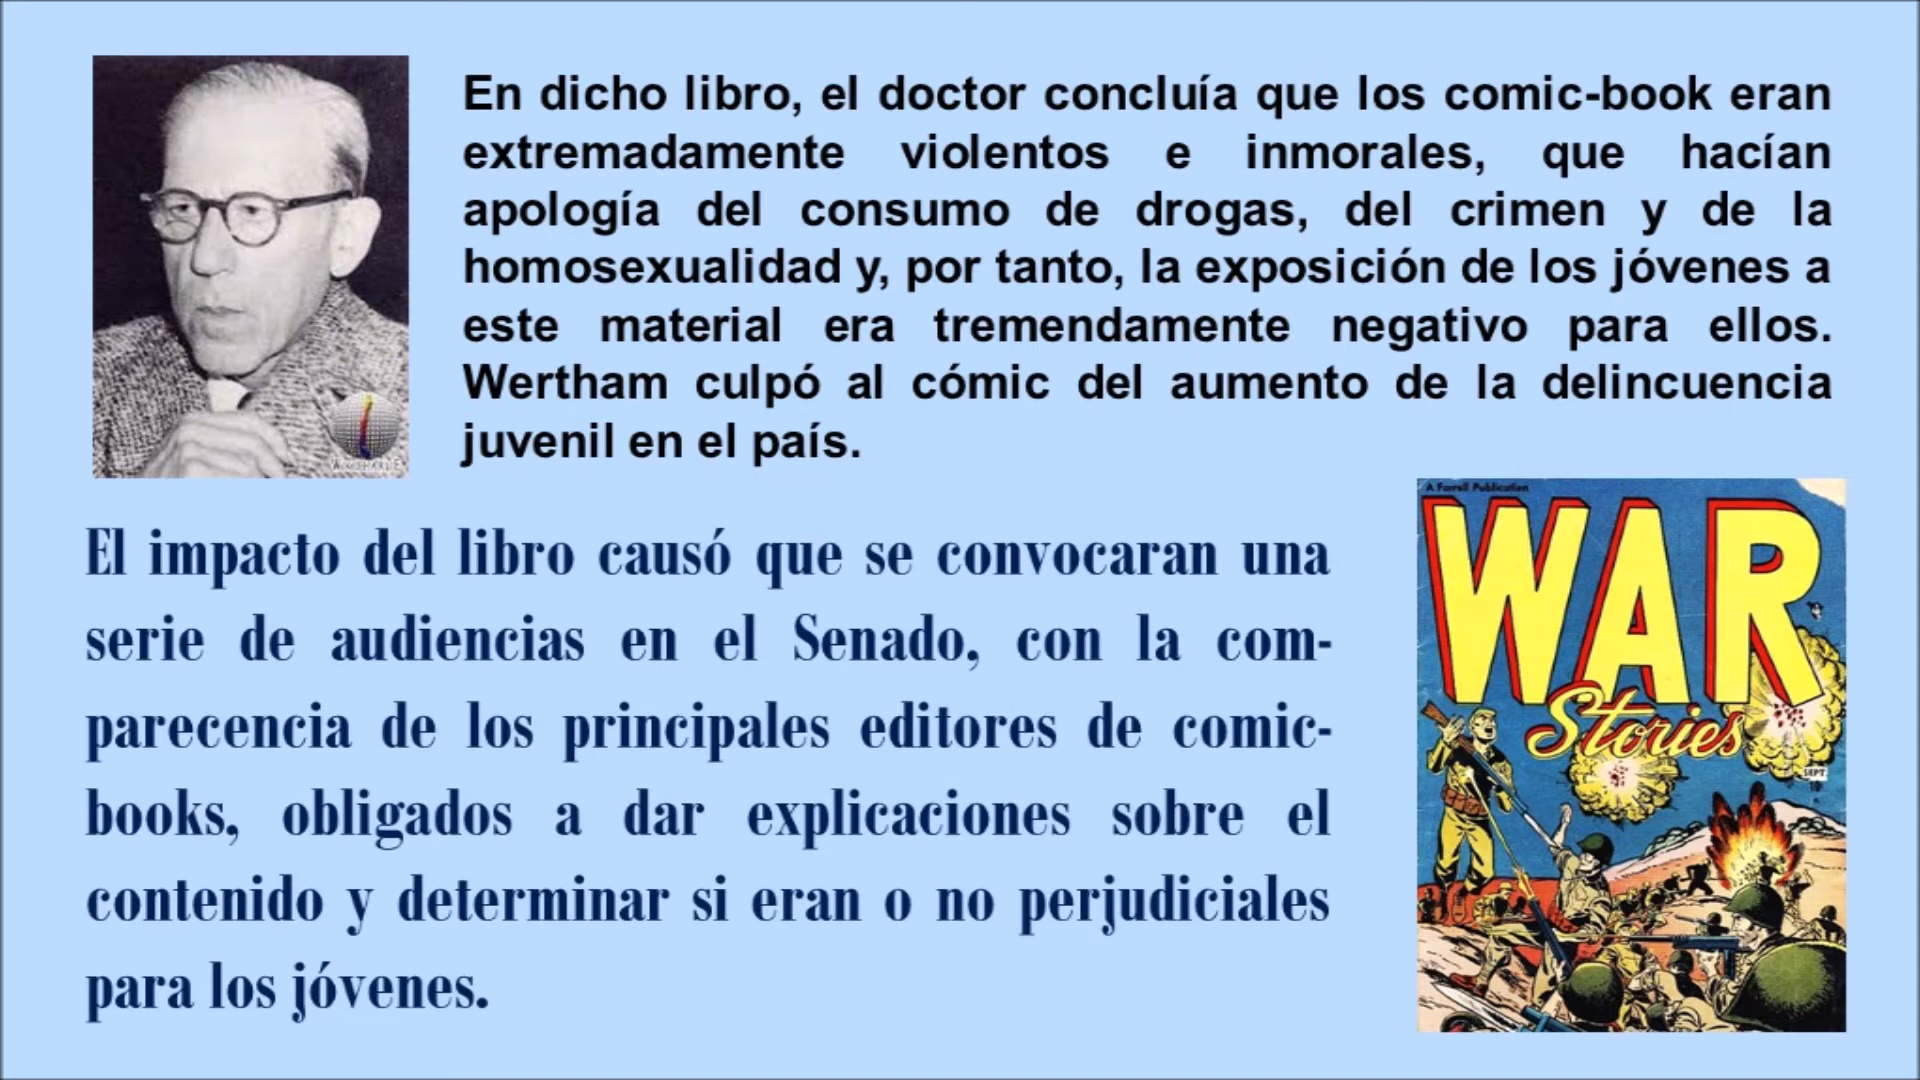 En dicho libro, el doctor concluía que los comic-book eran
extremadamente violentos e inmorales, que hacían
apología del consumo de drogas, del crimen y de la
homosexualidad y, por tanto, la exposición de los jóvenes a
este material era tremendamente negativo para ellos.
Wertham culpó al cómic del aumento de la delincuencia
juvenil en el país.
El impacto del libro causó que se convocaran una
serie de audiencias en el Senado, con la com-
parecencia de los principales editores de comic-
books, obligados a dar explicaciones sobre el
contenido y determinar si eran o no perjudiciales
para los jóvenes.
A Farrell Publication
WAR
Stories
SEPT.
10¢